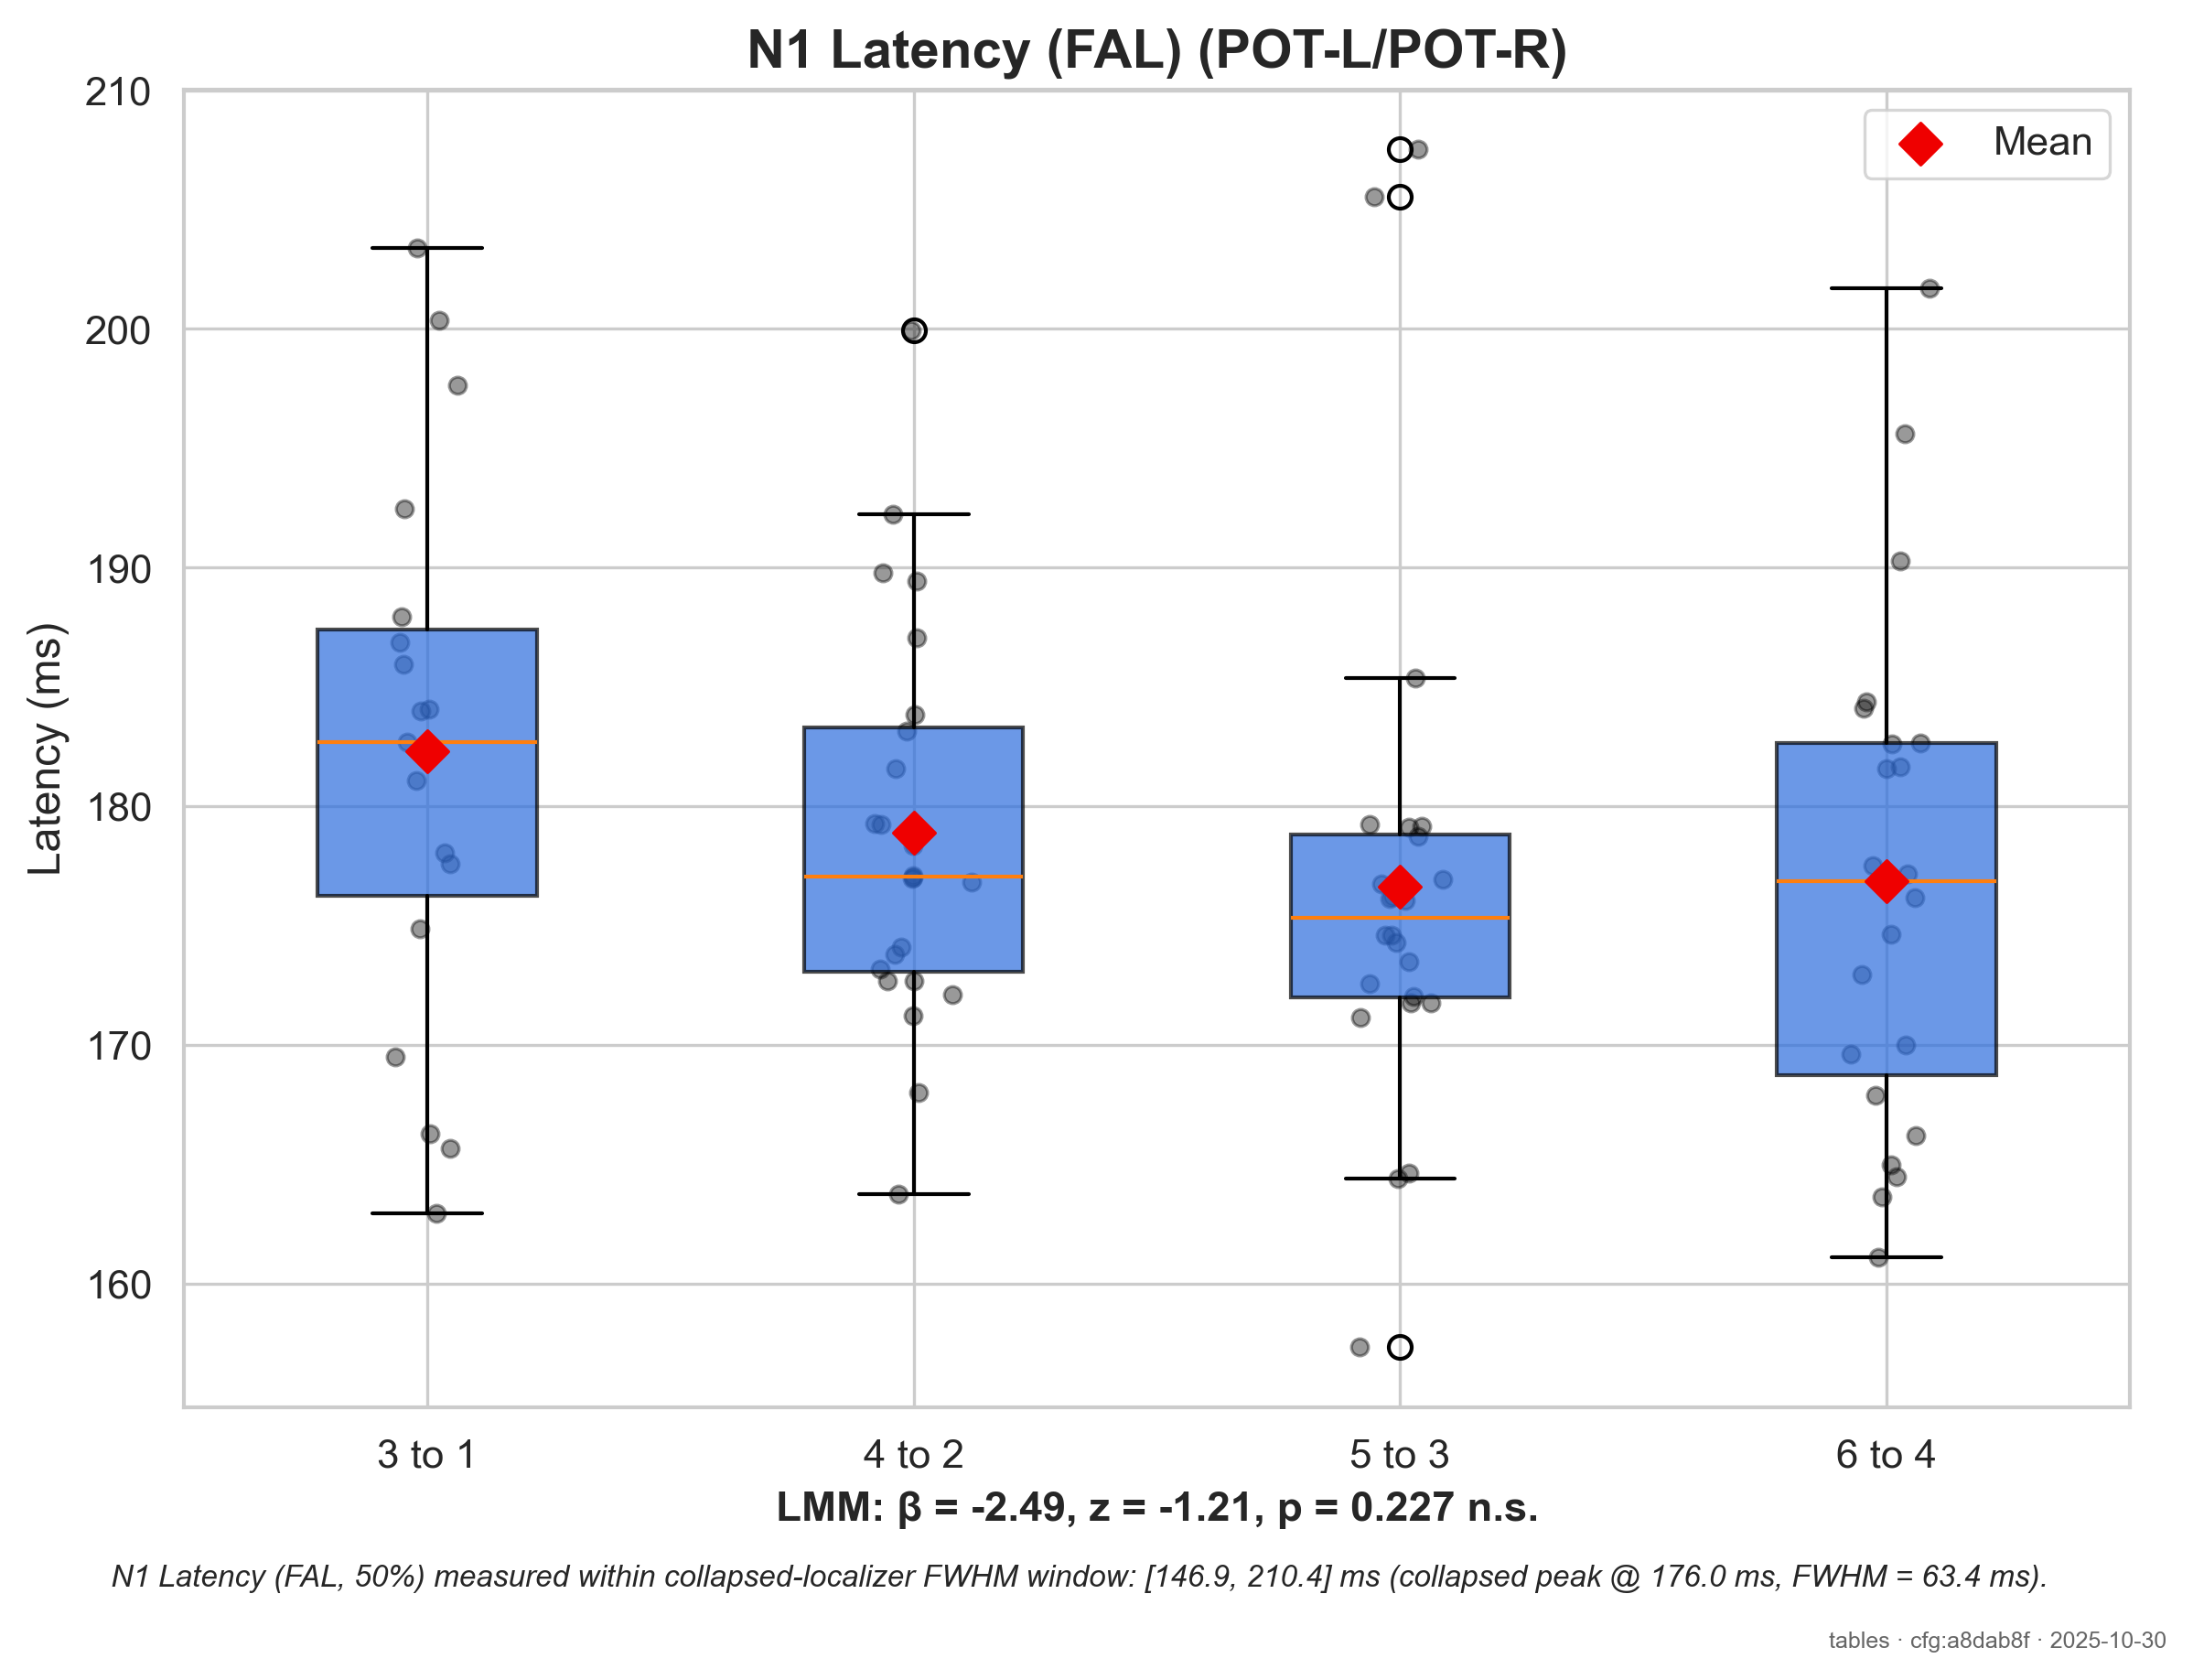 N1 Latency (FAL) (POT-L/POT-R)
Mean
Latency (ms)
210
200
190
180
170
160
3 to 1
4 to 2
5 to 3
6 to 4
LMM: β = -2.49, z = -1.21, p = 0.227 n.s.
N1 Latency (FAL, 50%) measured within collapsed-localizer FWHM window: [146.9, 210.4] ms (collapsed peak @ 176.0 ms, FWHM = 63.4 ms).
tables · cfg:a8dab8f · 2025-10-30